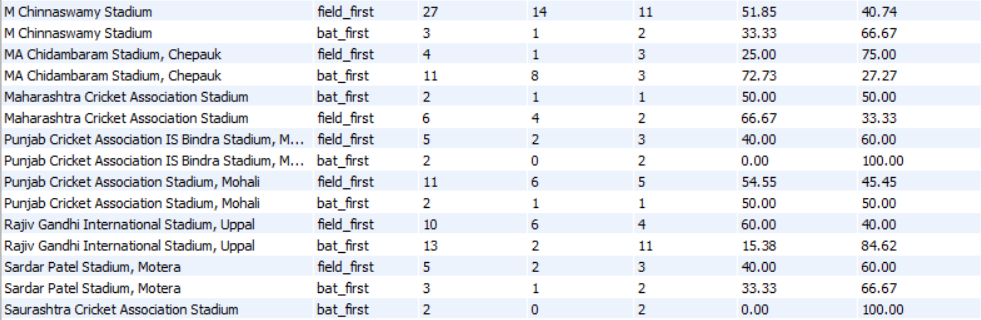 M Chinnaswamy Stadium field_first 27 14 11 51.85 40.74
M Chinnaswamy Stadium bat_first 3 1 2 33.33 66.67
MA Chidambaram Stadium, Chepauk field_first 4 1 3 25.00 75.00
MA Chidambaram Stadium, Chepauk bat_first 11 8 3 72.73 27.27
Maharashtra Cricket Association Stadium bat_first 2 1 1 50.00 50.00
Maharashtra Cricket Association Stadium field_first 6 4 2 66.67 33.33
Punjab Cricket Association IS Bindra Stadium, M... field_first 5 2 3 40.00 60.00
Punjab Cricket Association IS Bindra Stadium, M... bat_first 2 0 2 0.00 100.00
Punjab Cricket Association Stadium, Mohali field_first 11 6 5 54.55 45.45
Punjab Cricket Association Stadium, Mohali bat_first 2 1 1 50.00 50.00
Rajiv Gandhi International Stadium, Uppal field_first 10 6 4 60.00 40.00
Rajiv Gandhi International Stadium, Uppal bat_first 13 2 11 15.38 84.62
Sardar Patel Stadium, Motera field_first 5 2 3 40.00 60.00
Sardar Patel Stadium, Motera bat_first 3 1 2 33.33 66.67
Saurashtra Cricket Association Stadium bat_first 2 0 2 0.00 100.00